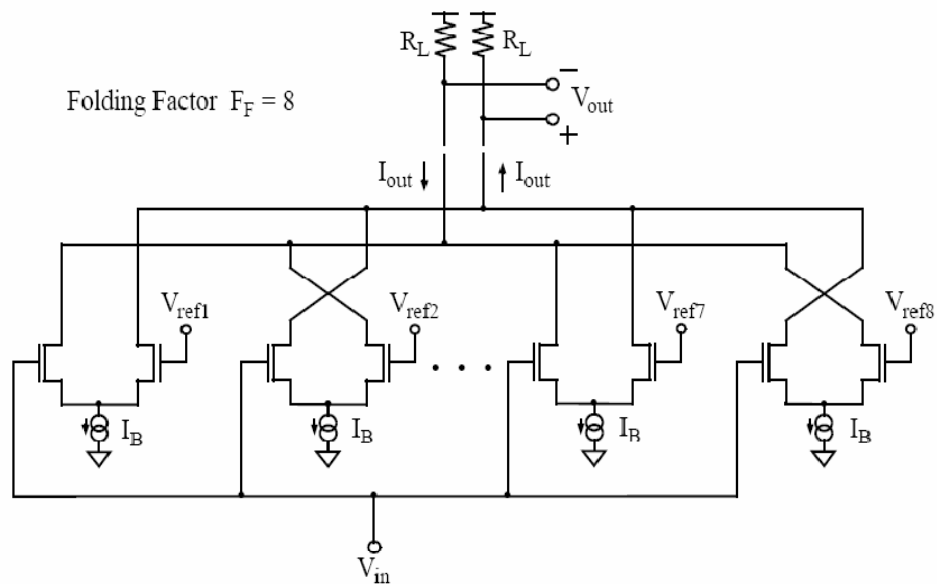 R_L R_L
Folding Factor F_F = 8
−
V_out
+
I_out I_out
V_ref1 V_ref2 V_ref7 V_ref8
• • •
I_B I_B I_B I_B
V_in